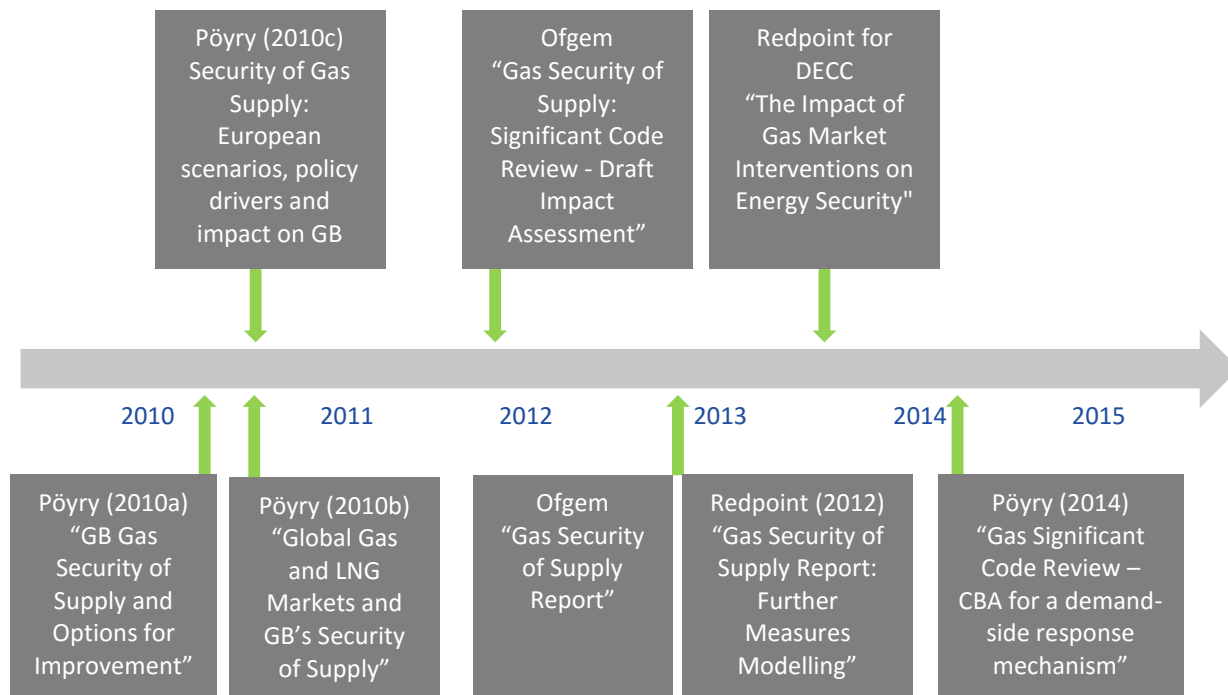 Pöyry (2010c)
Security of Gas
Supply:
European
scenarios, policy
drivers and
impact on GB
Ofgem
“Gas Security of
Supply:
Significant Code
Review - Draft
Impact
Assessment”
Redpoint for
DECC
“The Impact of
Gas Market
Interventions on
Energy Security"
2010
2011
2012
2013
2014
2015
Pöyry (2010a)
“GB Gas
Security of
Supply and
Options for
Improvement”
Pöyry (2010b)
“Global Gas
and LNG
Markets and
GB’s Security
of Supply”
Ofgem
“Gas Security
of Supply
Report”
Redpoint (2012)
“Gas Security of
Supply Report:
Further
Measures
Modelling”
Pöyry (2014)
“Gas Significant
Code Review –
CBA for a demand-
side response
mechanism”